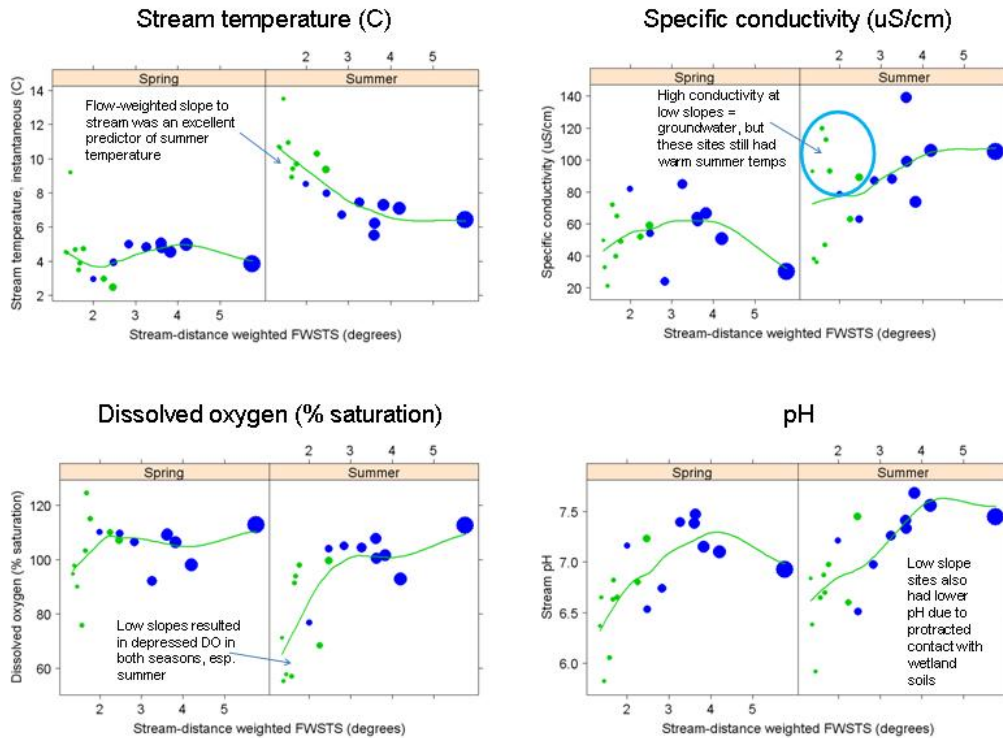 Stream temperature (C)
2 3 4 5
Spring Summer
Stream temperature, instantaneous (C)
14
12
10
8
6
4
2
Flow-weighted slope to
stream was an excellent
predictor of summer
temperature
2 3 4 5
Stream-distance weighted FWSTS (degrees)
Specific conductivity (uS/cm)
2 3 4 5
Spring Summer
Specific conductivity (uS/cm)
140
120
100
80
60
40
20
High conductivity at
low slopes =
groundwater, but
these sites still had
warm summer temps
2 3 4 5
Stream-distance weighted FWSTS (degrees)
Dissolved oxygen (% saturation)
2 3 4 5
Spring Summer
Dissolved oxygen (% saturation)
120
100
80
60
Low slopes resulted
in depressed DO in
both seasons, esp.
summer
2 3 4 5
Stream-distance weighted FWSTS (degrees)
pH
2 3 4 5
Spring Summer
Stream pH
7.5
7.0
6.5
6.0
Low slope
sites also
had lower
pH due to
protracted
contact with
wetland
soils
2 3 4 5
Stream-distance weighted FWSTS (degrees)